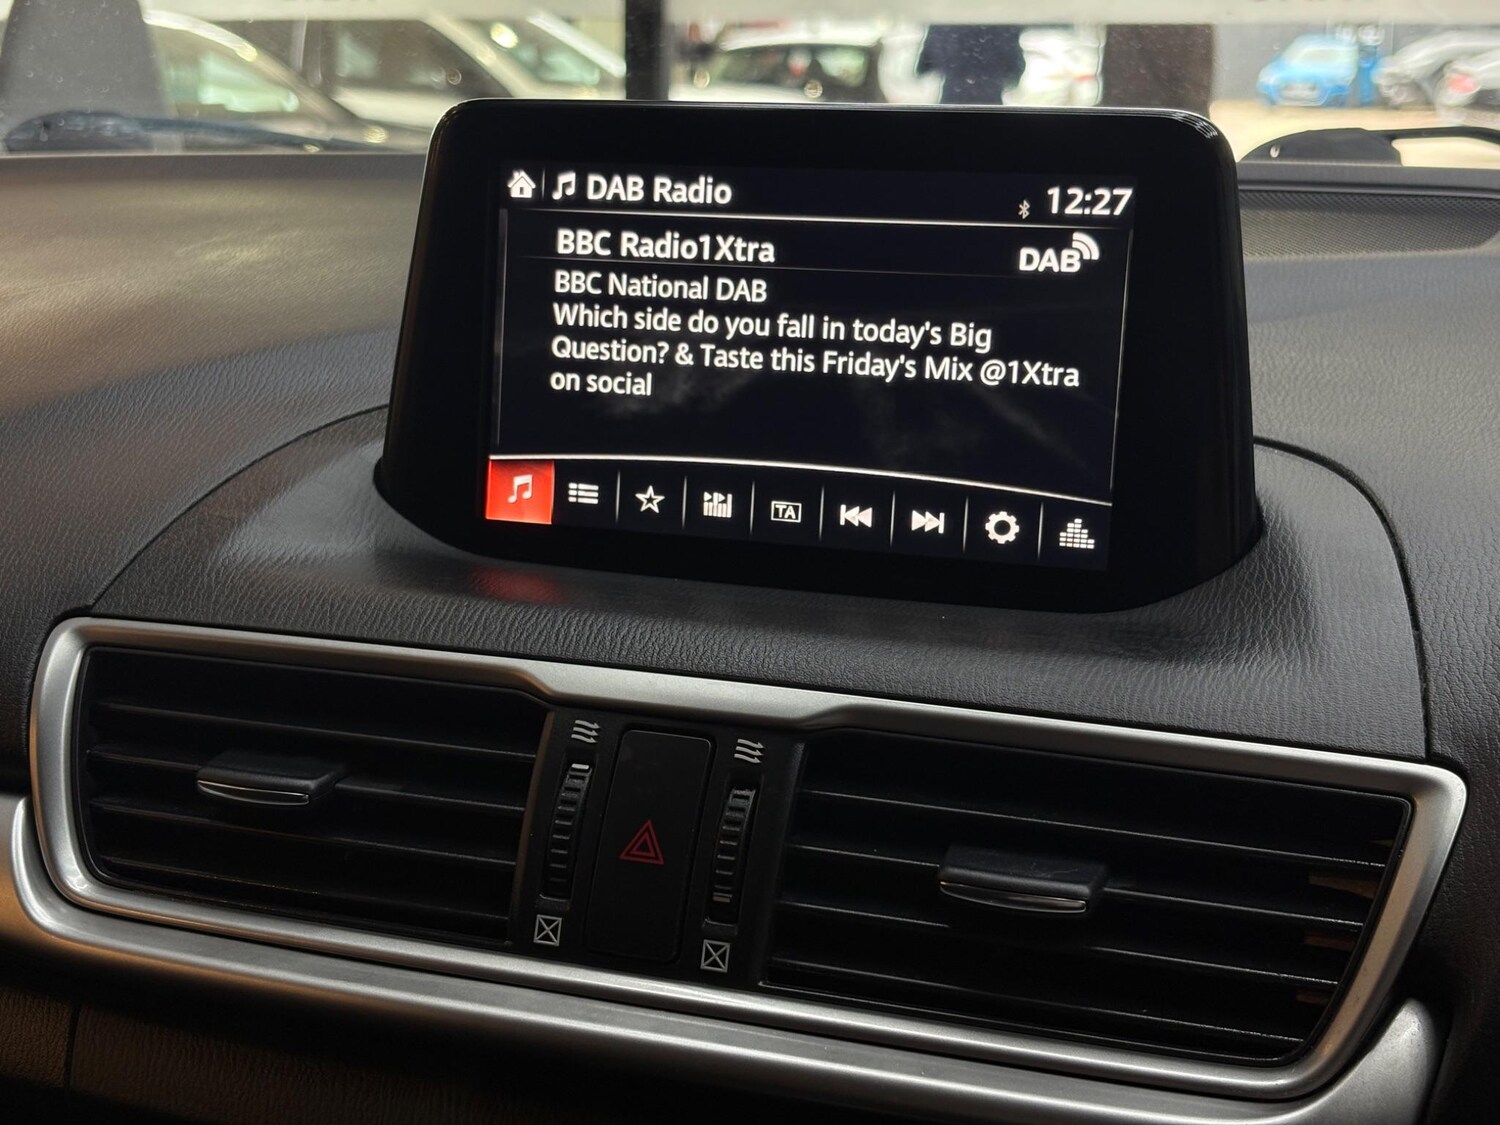 DAB Radio
12:27
BBC Radio1Xtra
DAB
BBC National DAB
Which side do you fall in today's Big
Question? & Taste this Friday's Mix @1Xtra
on social
TA